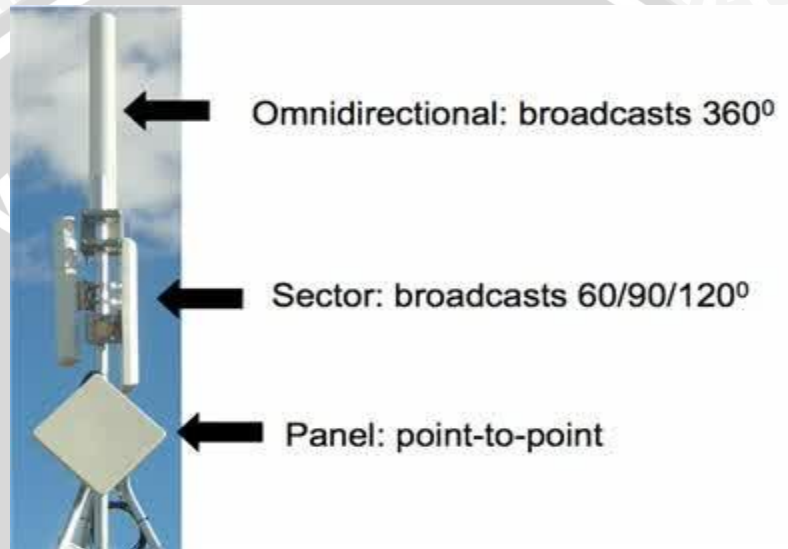 Omnidirectional: broadcasts 360⁰
Sector: broadcasts 60/90/120⁰
Panel: point-to-point